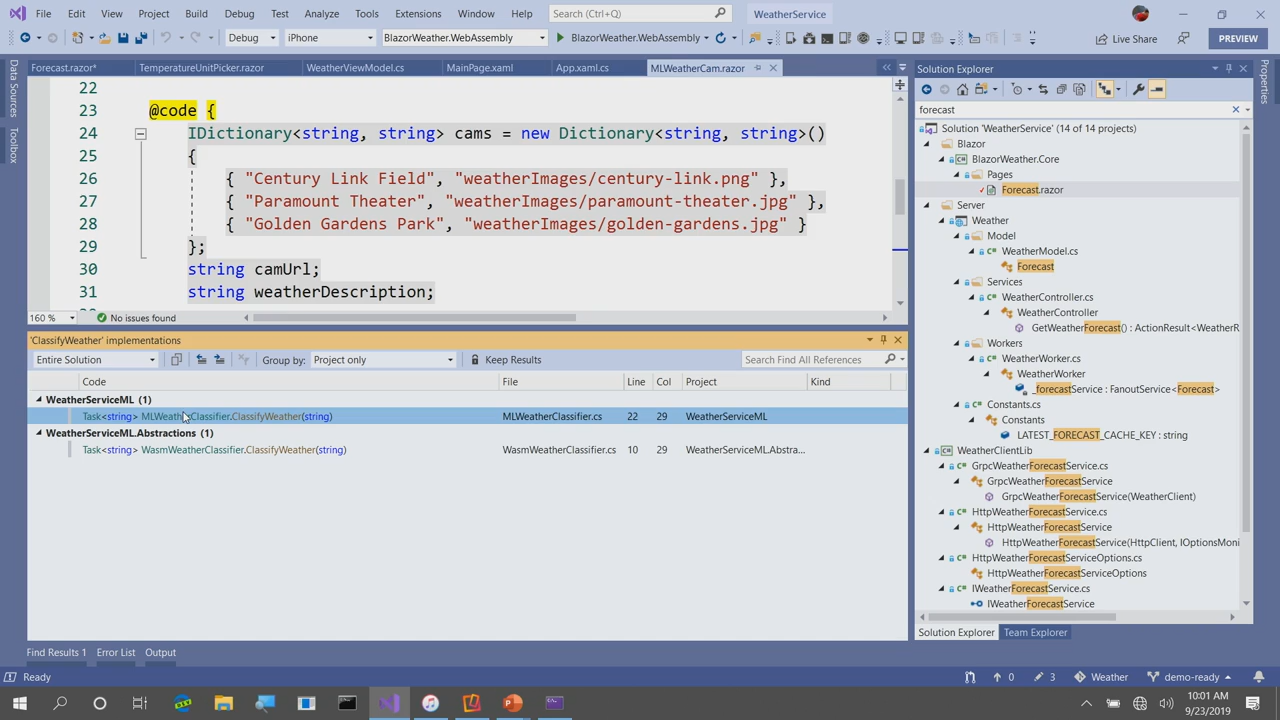 File Edit View Project Build Debug Test Analyze Tools Extensions Window Help Search (Ctrl+Q) WeatherService
Debug iPhone BlazorWeather.WebAssembly BlazorWeather.WebAssembly Live Share PREVIEW
Data Sources
Toolbox
Forecast.razor* TemperatureUnitPicker.razor WeatherViewModel.cs MainPage.xaml App.xaml.cs MLWeatherCam.razor
22
23 @code {
24 IDictionary<string, string> cams = new Dictionary<string, string>()
25 {
26 { "Century Link Field", "weatherImages/century-link.png" },
27 { "Paramount Theater", "weatherImages/paramount-theater.jpg" },
28 { "Golden Gardens Park", "weatherImages/golden-gardens.jpg" }
29 };
30 string camUrl;
31 string weatherDescription;
160 % No issues found
'ClassifyWeather' implementations
Entire Solution Group by: Project only Keep Results Search Find All References
Code File Line Col Project Kind
WeatherServiceML (1)
Task<string> MLWeatherClassifier.ClassifyWeather(string) MLWeatherClassifier.cs 22 29 WeatherServiceML
WeatherServiceML.Abstractions (1)
Task<string> WasmWeatherClassifier.ClassifyWeather(string) WasmWeatherClassifier.cs 10 29 WeatherServiceML.Abstra...
Find Results 1 Error List Output
Solution Explorer
forecast
Solution 'WeatherService' (14 of 14 projects)
Blazor
BlazorWeather.Core
Pages
Forecast.razor
Server
Weather
Model
WeatherModel.cs
Forecast
Services
WeatherController.cs
WeatherController
GetWeatherForecast() : ActionResult<WeatherR
Workers
WeatherWorker.cs
WeatherWorker
_forecastService : FanoutService<Forecast>
Constants.cs
Constants
LATEST_FORECAST_CACHE_KEY : string
WeatherClientLib
GrpcWeatherForecastService.cs
GrpcWeatherForecastService
GrpcWeatherForecastService(WeatherClient)
HttpWeatherForecastService.cs
HttpWeatherForecastService
HttpWeatherForecastService(HttpClient, IOptionsMoni
HttpWeatherForecastServiceOptions.cs
HttpWeatherForecastServiceOptions
IWeatherForecastService.cs
IWeatherForecastService
Solution Explorer Team Explorer
Properties
Ready 0 3 Weather demo-ready
10:01 AM
9/23/2019